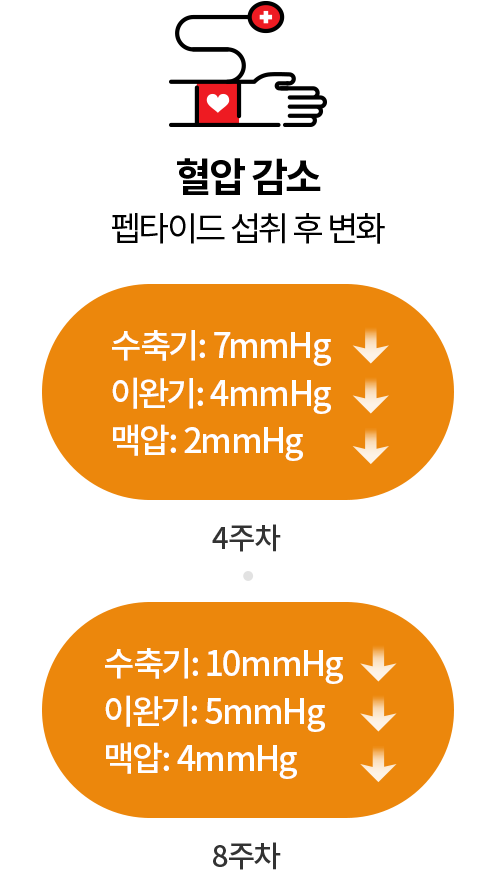 혈압 감소
펩타이드 섭취 후 변화
수축기: 7mmHg
이완기: 4mmHg
맥압: 2mmHg
4주차
수축기: 10mmHg
이완기: 5mmHg
맥압: 4mmHg
8주차